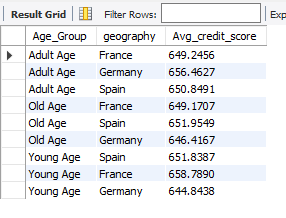 Result Grid Filter Rows: Exp
Age_Group geography Avg_credit_score
Adult Age France 649.2456
Adult Age Germany 656.4627
Adult Age Spain 650.8491
Old Age France 649.1707
Old Age Spain 651.9549
Old Age Germany 646.4167
Young Age Spain 651.8387
Young Age France 658.7890
Young Age Germany 644.8438